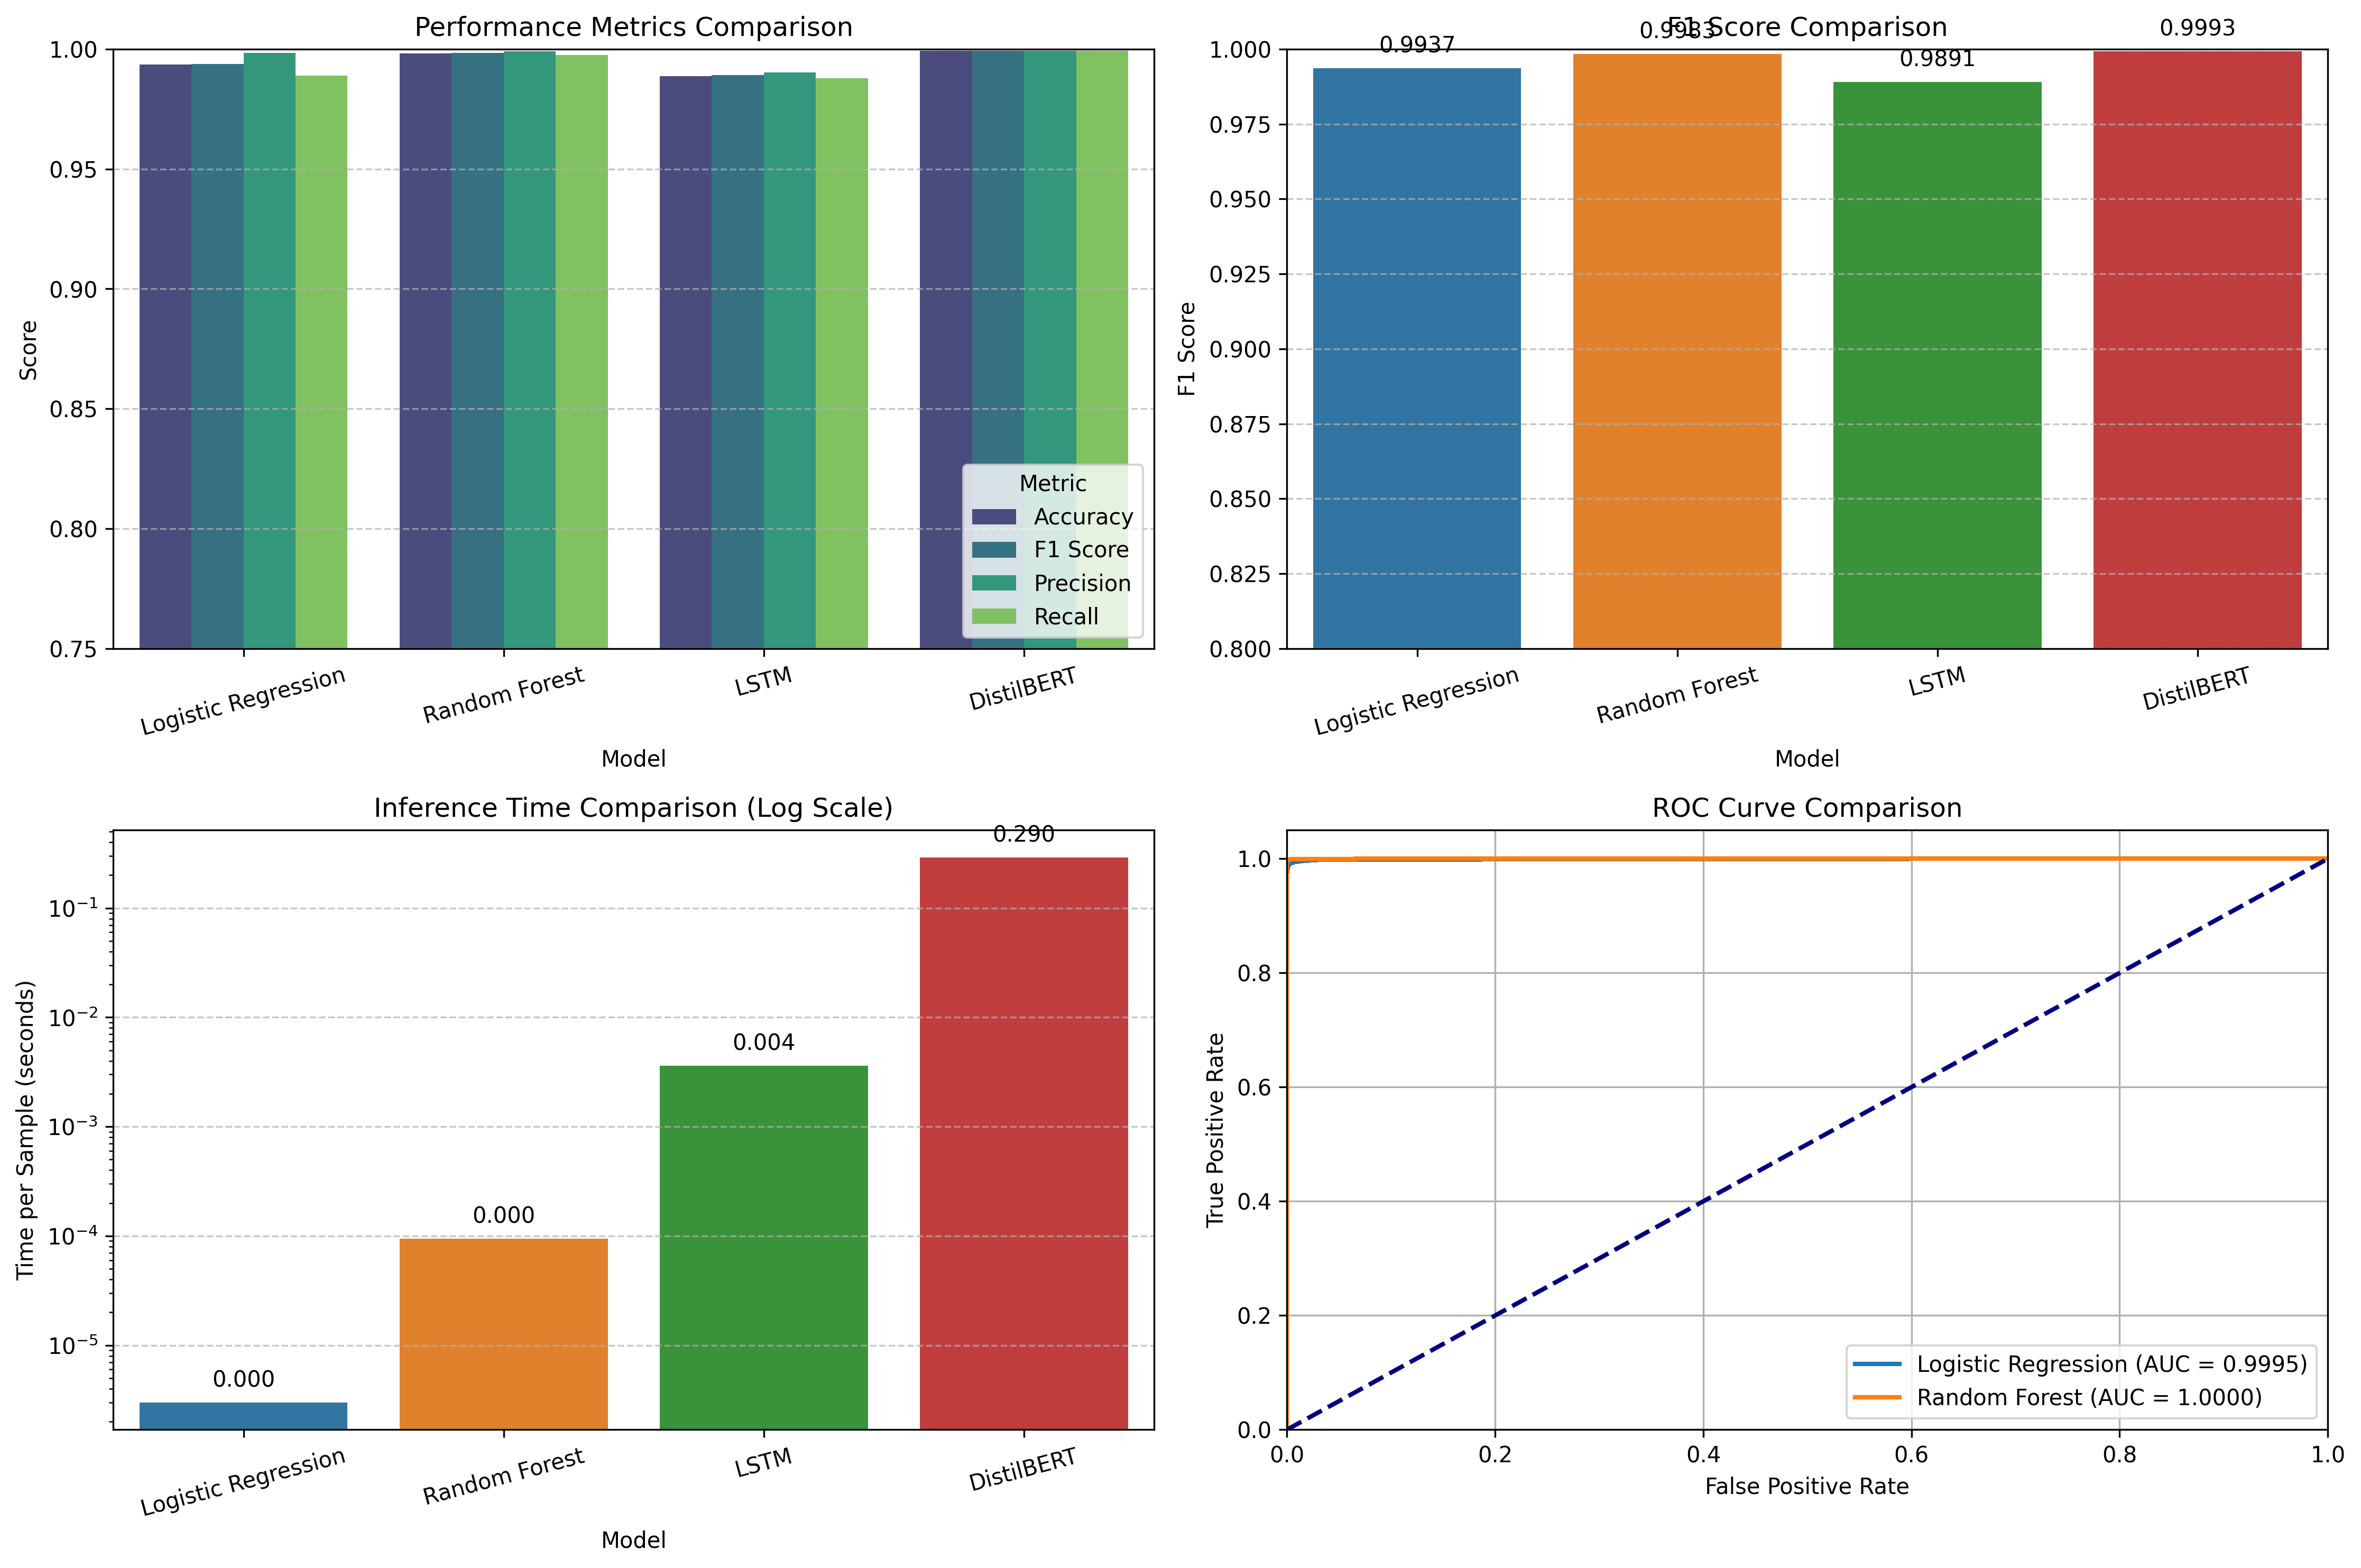 Performance Metrics Comparison
1.00
0.95
0.90
0.85
0.80
0.75
Score
Metric
Accuracy
F1 Score
Precision
Recall
Logistic Regression
Random Forest
LSTM
DistilBERT
Model
F1 Score Comparison
0.9937
0.9983
0.9891
0.9993
1.000
0.975
0.950
0.925
0.900
0.875
0.850
0.825
0.800
F1 Score
Logistic Regression
Random Forest
LSTM
DistilBERT
Model
Inference Time Comparison (Log Scale)
0.290
0.004
0.000
0.000
10⁻¹
10⁻²
10⁻³
10⁻⁴
10⁻⁵
Time per Sample (seconds)
Logistic Regression
Random Forest
LSTM
DistilBERT
Model
ROC Curve Comparison
1.0
0.8
0.6
0.4
0.2
0.0
True Positive Rate
Logistic Regression (AUC = 0.9995)
Random Forest (AUC = 1.0000)
0.0
0.2
0.4
0.6
0.8
1.0
False Positive Rate